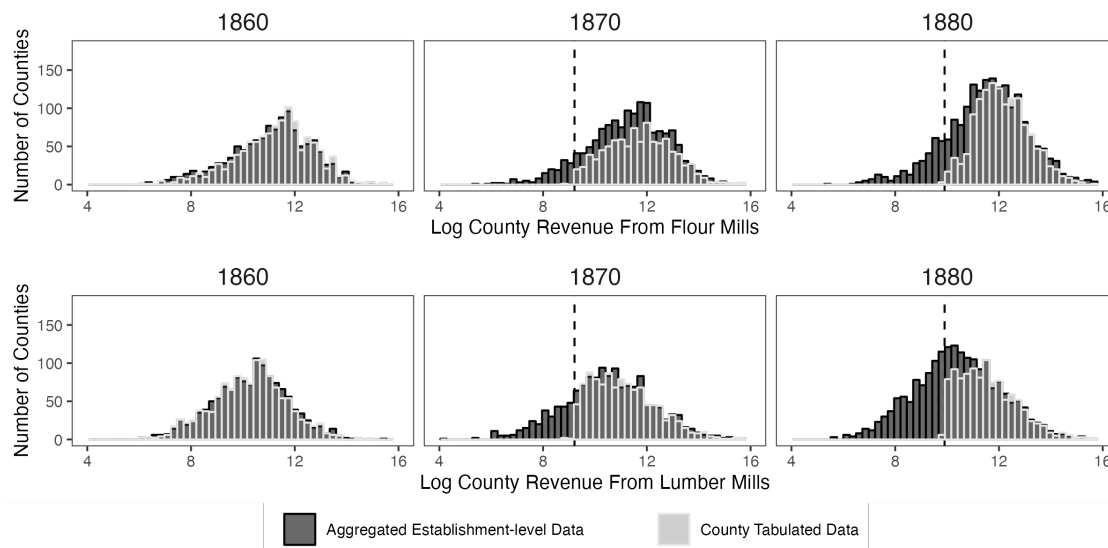 1860 1870 1880
Number of Counties
150
100
50
0
4 8 12 16 4 8 12 16 4 8 12 16
Log County Revenue From Flour Mills
1860 1870 1880
Number of Counties
150
100
50
0
4 8 12 16 4 8 12 16 4 8 12 16
Log County Revenue From Lumber Mills
Aggregated Establishment-level Data County Tabulated Data